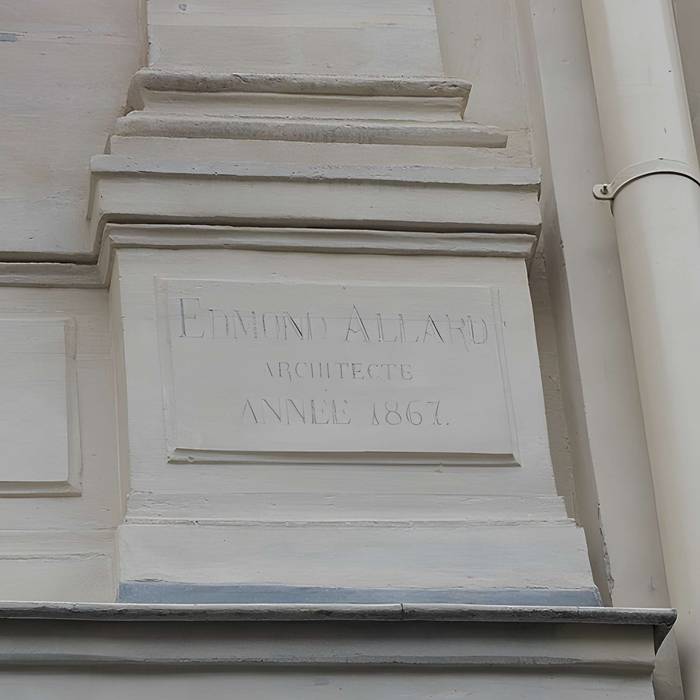 EDMOND ALLARD
ARCHITECTE
ANNÉE 1867.